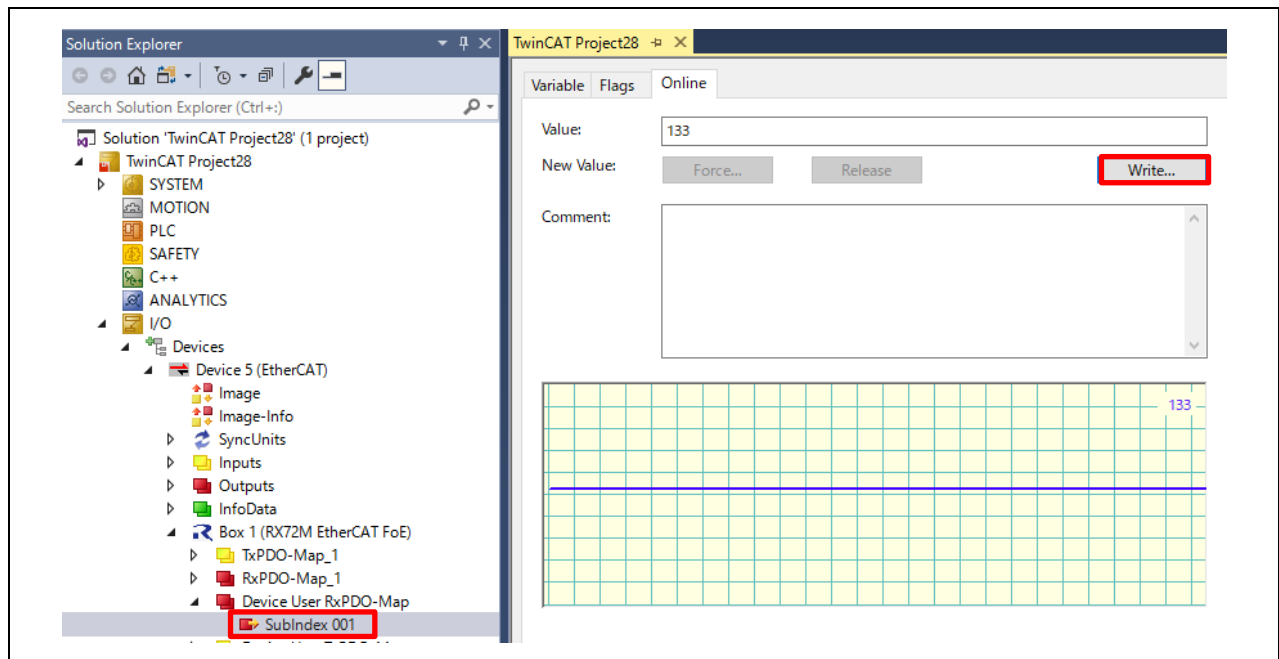 Solution Explorer
Search Solution Explorer (Ctrl+:)
Solution 'TwinCAT Project28' (1 project)
TwinCAT Project28
SYSTEM
MOTION
PLC
SAFETY
C++
ANALYTICS
I/O
Devices
Device 5 (EtherCAT)
Image
Image-Info
SyncUnits
Inputs
Outputs
InfoData
Box 1 (RX72M EtherCAT FoE)
TxPDO-Map_1
RxPDO-Map_1
Device User RxPDO-Map
SubIndex 001
TwinCAT Project28
Variable Flags Online
Value: 133
New Value: Force... Release Write...
Comment:
133